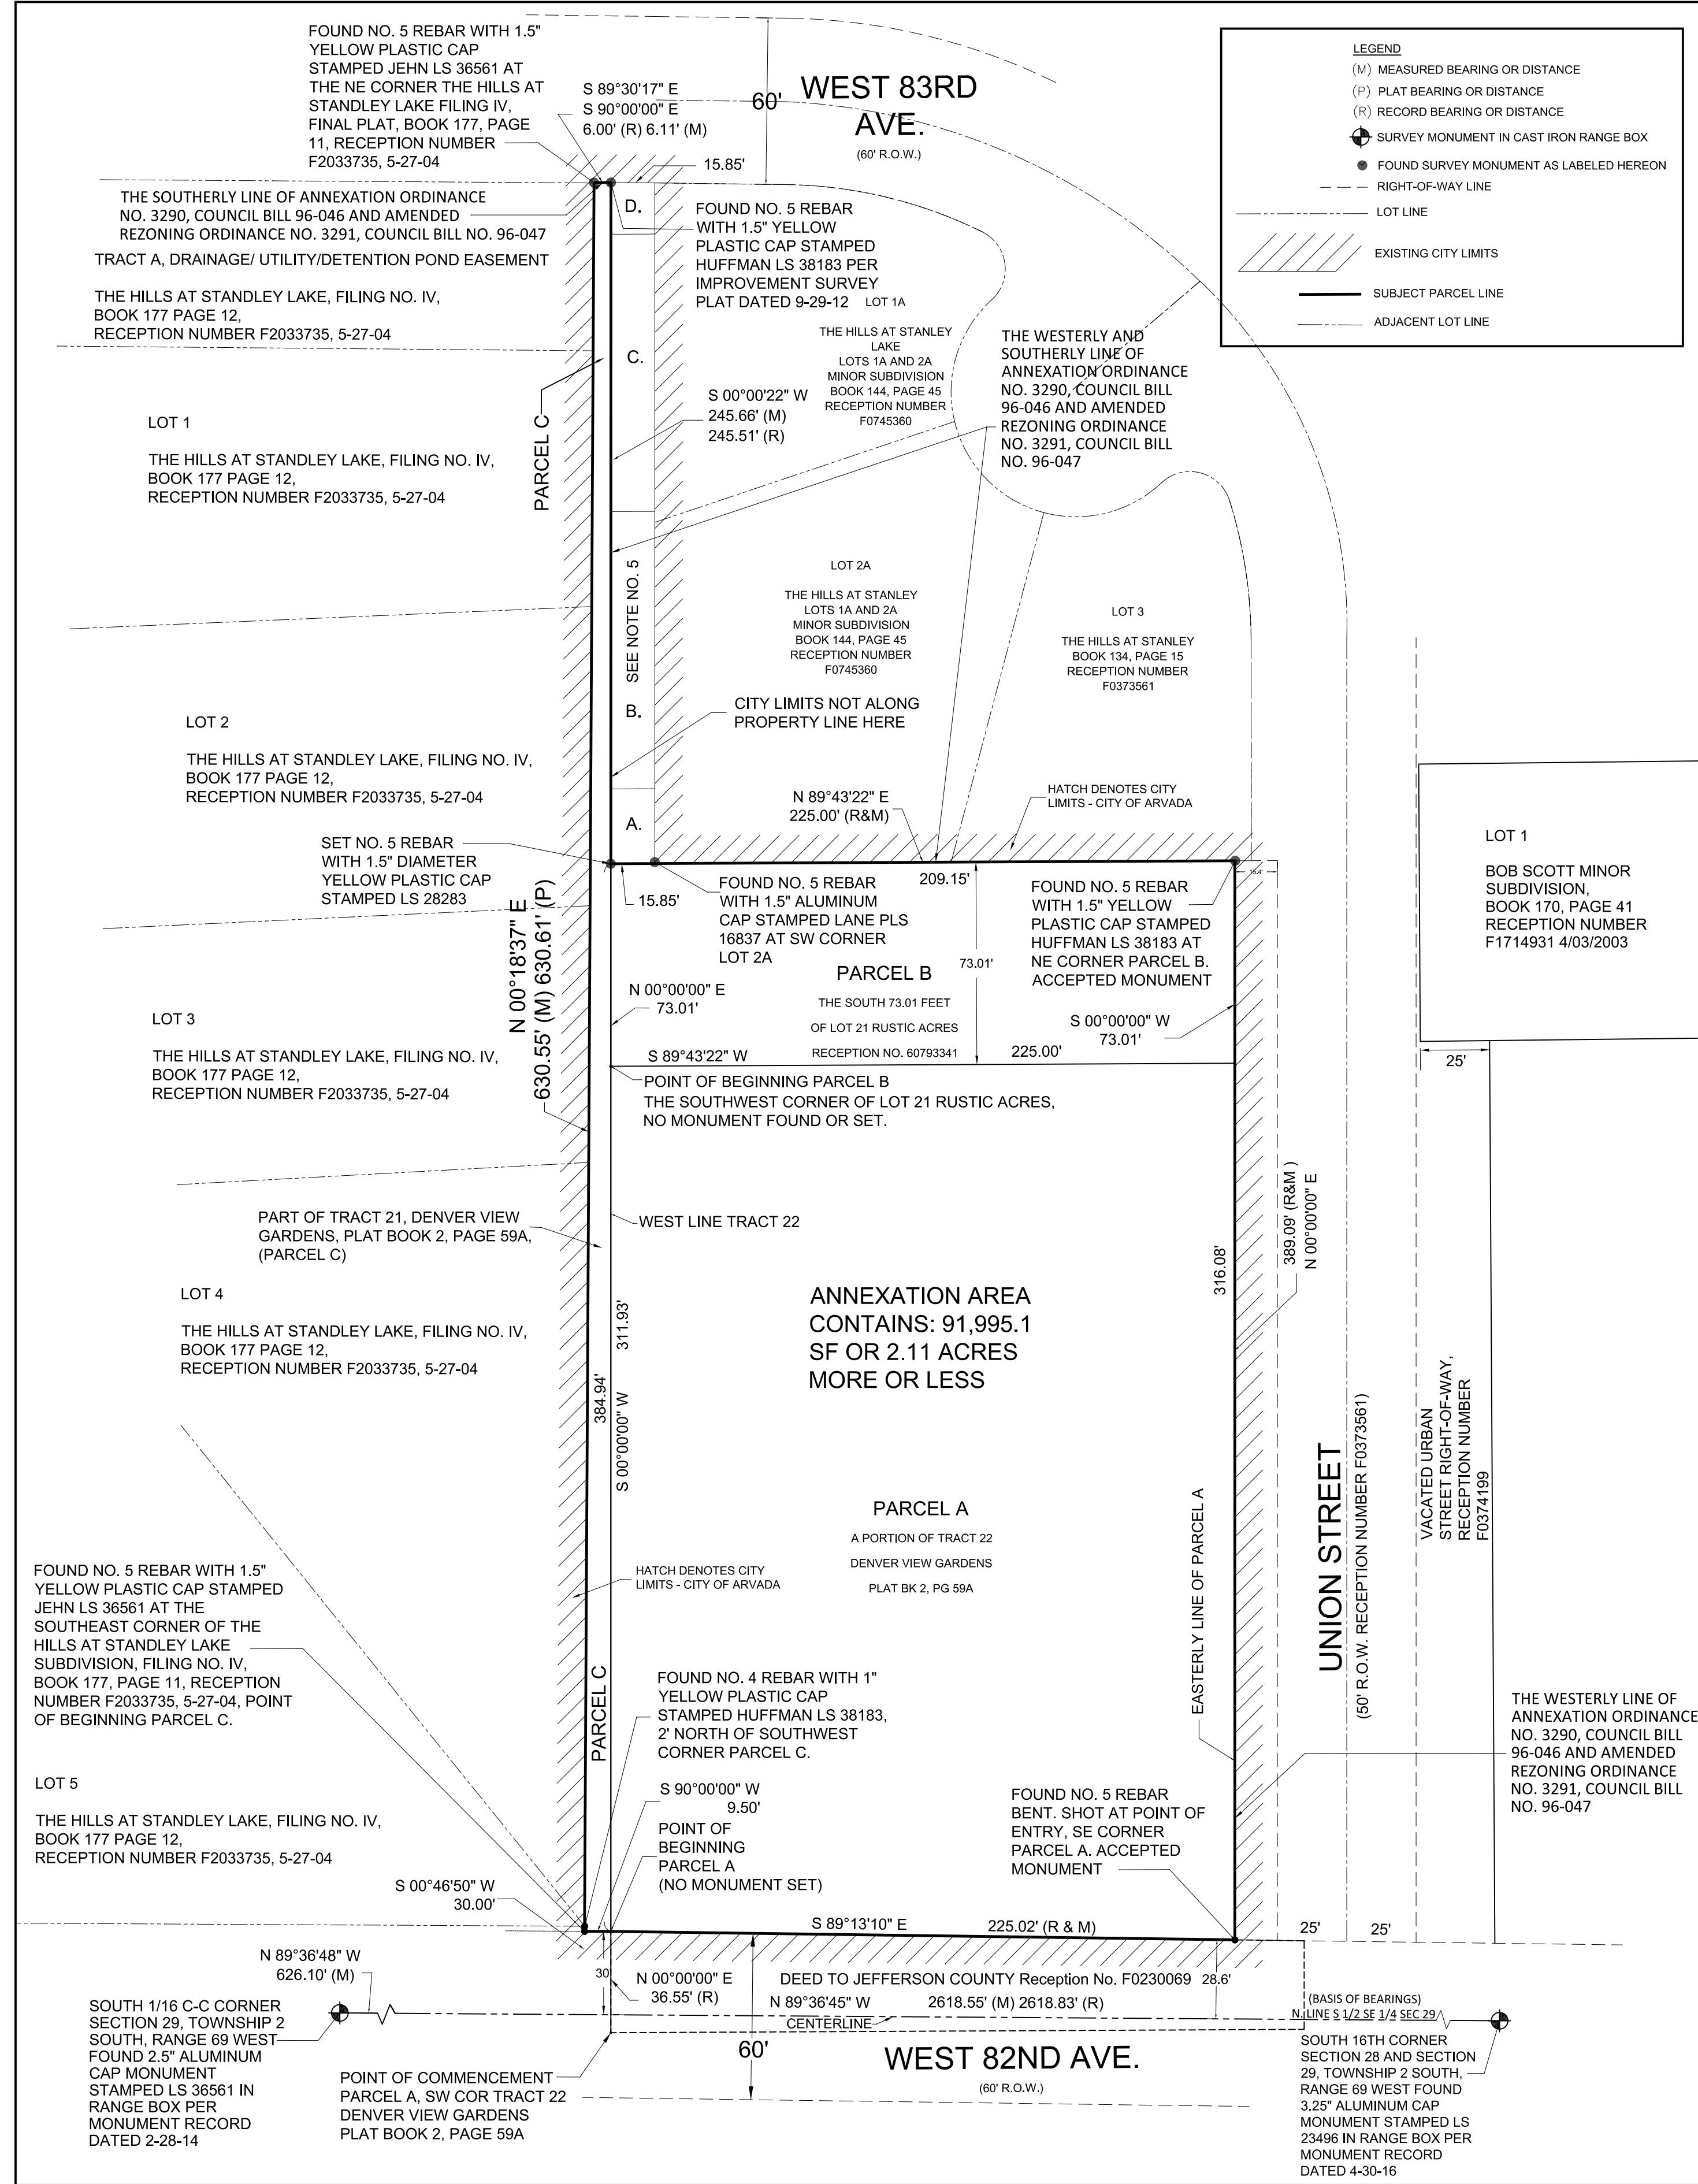 FOUND NO. 5 REBAR WITH 1.5"
YELLOW PLASTIC CAP
STAMPED JEHN LS 36561 AT
THE NE CORNER THE HILLS AT
STANDLEY LAKE FILING IV,
FINAL PLAT, BOOK 177, PAGE
11, RECEPTION NUMBER
F2033735, 5-27-04
S 89°30'17" E
S 90°00'00" E
6.00' (R) 6.11' (M)
60'
WEST 83RD
AVE.
(60' R.O.W.)
15.85'
LEGEND
(M) MEASURED BEARING OR DISTANCE
(P) PLAT BEARING OR DISTANCE
(R) RECORD BEARING OR DISTANCE
SURVEY MONUMENT IN CAST IRON RANGE BOX
FOUND SURVEY MONUMENT AS LABELED HEREON
RIGHT-OF-WAY LINE
LOT LINE
EXISTING CITY LIMITS
SUBJECT PARCEL LINE
ADJACENT LOT LINE
THE SOUTHERLY LINE OF ANNEXATION ORDINANCE
NO. 3290, COUNCIL BILL 96-046 AND AMENDED
REZONING ORDINANCE NO. 3291, COUNCIL BILL NO. 96-047
TRACT A, DRAINAGE/ UTILITY/DETENTION POND EASEMENT
THE HILLS AT STANDLEY LAKE, FILING NO. IV,
BOOK 177 PAGE 12,
RECEPTION NUMBER F2033735, 5-27-04
D.
FOUND NO. 5 REBAR
WITH 1.5" YELLOW
PLASTIC CAP STAMPED
HUFFMAN LS 38183 PER
IMPROVEMENT SURVEY
PLAT DATED 9-29-12
LOT 1A
THE HILLS AT STANLEY
LAKE
LOTS 1A AND 2A
MINOR SUBDIVISION
BOOK 144, PAGE 45
RECEPTION NUMBER
F0745360
THE WESTERLY AND
SOUTHERLY LINE OF
ANNEXATION ORDINANCE
NO. 3290, COUNCIL BILL
96-046 AND AMENDED
REZONING ORDINANCE
NO. 3291, COUNCIL BILL
NO. 96-047
C.
S 00°00'22" W
245.66' (M)
245.51' (R)
PARCEL C
LOT 1
THE HILLS AT STANDLEY LAKE, FILING NO. IV,
BOOK 177 PAGE 12,
RECEPTION NUMBER F2033735, 5-27-04
SEE NOTE NO. 5
LOT 2A
THE HILLS AT STANLEY
LOTS 1A AND 2A
MINOR SUBDIVISION
BOOK 144, PAGE 45
RECEPTION NUMBER
F0745360
LOT 3
THE HILLS AT STANLEY
BOOK 134, PAGE 15
RECEPTION NUMBER
F0373561
B.
CITY LIMITS NOT ALONG
PROPERTY LINE HERE
LOT 2
THE HILLS AT STANDLEY LAKE, FILING NO. IV,
BOOK 177 PAGE 12,
RECEPTION NUMBER F2033735, 5-27-04
A.
N 89°43'22" E
225.00' (R&M)
HATCH DENOTES CITY
LIMITS - CITY OF ARVADA
LOT 1
BOB SCOTT MINOR
SUBDIVISION,
BOOK 170, PAGE 41
RECEPTION NUMBER
F1714931 4/03/2003
25'
SET NO. 5 REBAR
WITH 1.5" DIAMETER
YELLOW PLASTIC CAP
STAMPED LS 28283
15.85'
FOUND NO. 5 REBAR
WITH 1.5" ALUMINUM
CAP STAMPED LANE PLS
16837 AT SW CORNER
LOT 2A
209.15'
FOUND NO. 5 REBAR
WITH 1.5" YELLOW
PLASTIC CAP STAMPED
HUFFMAN LS 38183 AT
NE CORNER PARCEL B.
ACCEPTED MONUMENT
15.4'
N 00°18'37" E
630.55' (M) 630.61' (P)
N 00°00'00" E
73.01'
PARCEL B
THE SOUTH 73.01 FEET
OF LOT 21 RUSTIC ACRES
RECEPTION NO. 60793341
73.01'
S 00°00'00" W
73.01'
S 89°43'22" W
225.00'
LOT 3
THE HILLS AT STANDLEY LAKE, FILING NO. IV,
BOOK 177 PAGE 12,
RECEPTION NUMBER F2033735, 5-27-04
POINT OF BEGINNING PARCEL B
THE SOUTHWEST CORNER OF LOT 21 RUSTIC ACRES,
NO MONUMENT FOUND OR SET.
PART OF TRACT 21, DENVER VIEW
GARDENS, PLAT BOOK 2, PAGE 59A,
(PARCEL C)
WEST LINE TRACT 22
389.09' (R&M )
N 00°00'00" E
316.08'
LOT 4
THE HILLS AT STANDLEY LAKE, FILING NO. IV,
BOOK 177 PAGE 12,
RECEPTION NUMBER F2033735, 5-27-04
384.94'
311.93'
S 00°00'00" W
ANNEXATION AREA
CONTAINS: 91,995.1
SF OR 2.11 ACRES
MORE OR LESS
PARCEL A
A PORTION OF TRACT 22
DENVER VIEW GARDENS
PLAT BK 2, PG 59A
EASTERLY LINE OF PARCEL A
UNION STREET
(50' R.O.W. RECEPTION NUMBER F0373561)
VACATED URBAN
STREET RIGHT-OF-WAY,
RECEPTION NUMBER
F0374199
HATCH DENOTES CITY
LIMITS - CITY OF ARVADA
FOUND NO. 5 REBAR WITH 1.5"
YELLOW PLASTIC CAP STAMPED
JEHN LS 36561 AT THE
SOUTHEAST CORNER OF THE
HILLS AT STANDLEY LAKE
SUBDIVISION, FILING NO. IV,
BOOK 177, PAGE 11, RECEPTION
NUMBER F2033735, 5-27-04, POINT
OF BEGINNING PARCEL C.
PARCEL C
FOUND NO. 4 REBAR WITH 1"
YELLOW PLASTIC CAP
STAMPED HUFFMAN LS 38183,
2' NORTH OF SOUTHWEST
CORNER PARCEL C.
THE WESTERLY LINE OF
ANNEXATION ORDINANCE
NO. 3290, COUNCIL BILL
96-046 AND AMENDED
REZONING ORDINANCE
NO. 3291, COUNCIL BILL
NO. 96-047
LOT 5
THE HILLS AT STANDLEY LAKE, FILING NO. IV,
BOOK 177 PAGE 12,
RECEPTION NUMBER F2033735, 5-27-04
S 90°00'00" W
9.50'
POINT OF
BEGINNING
PARCEL A
(NO MONUMENT SET)
FOUND NO. 5 REBAR
BENT. SHOT AT POINT OF
ENTRY, SE CORNER
PARCEL A. ACCEPTED
MONUMENT
S 00°46'50" W
30.00'
S 89°13'10" E
225.02' (R & M)
25'
25'
N 89°36'48" W
626.10' (M)
30'
N 00°00'00" E
36.55' (R)
DEED TO JEFFERSON COUNTY Reception No. F0230069
28.6'
N 89°36'45" W
2618.55' (M) 2618.83' (R)
CENTERLINE
(BASIS OF BEARINGS)
N LINE S 1/2 SE 1/4 SEC 29
SOUTH 1/16 C-C CORNER
SECTION 29, TOWNSHIP 2
SOUTH, RANGE 69 WEST
FOUND 2.5" ALUMINUM
CAP MONUMENT
STAMPED LS 36561 IN
RANGE BOX PER
MONUMENT RECORD
DATED 2-28-14
POINT OF COMMENCEMENT
PARCEL A, SW COR TRACT 22
DENVER VIEW GARDENS
PLAT BOOK 2, PAGE 59A
60'
WEST 82ND AVE.
(60' R.O.W.)
SOUTH 16TH CORNER
SECTION 28 AND SECTION
29, TOWNSHIP 2 SOUTH,
RANGE 69 WEST FOUND
3.25" ALUMINUM CAP
MONUMENT STAMPED LS
23496 IN RANGE BOX PER
MONUMENT RECORD
DATED 4-30-16